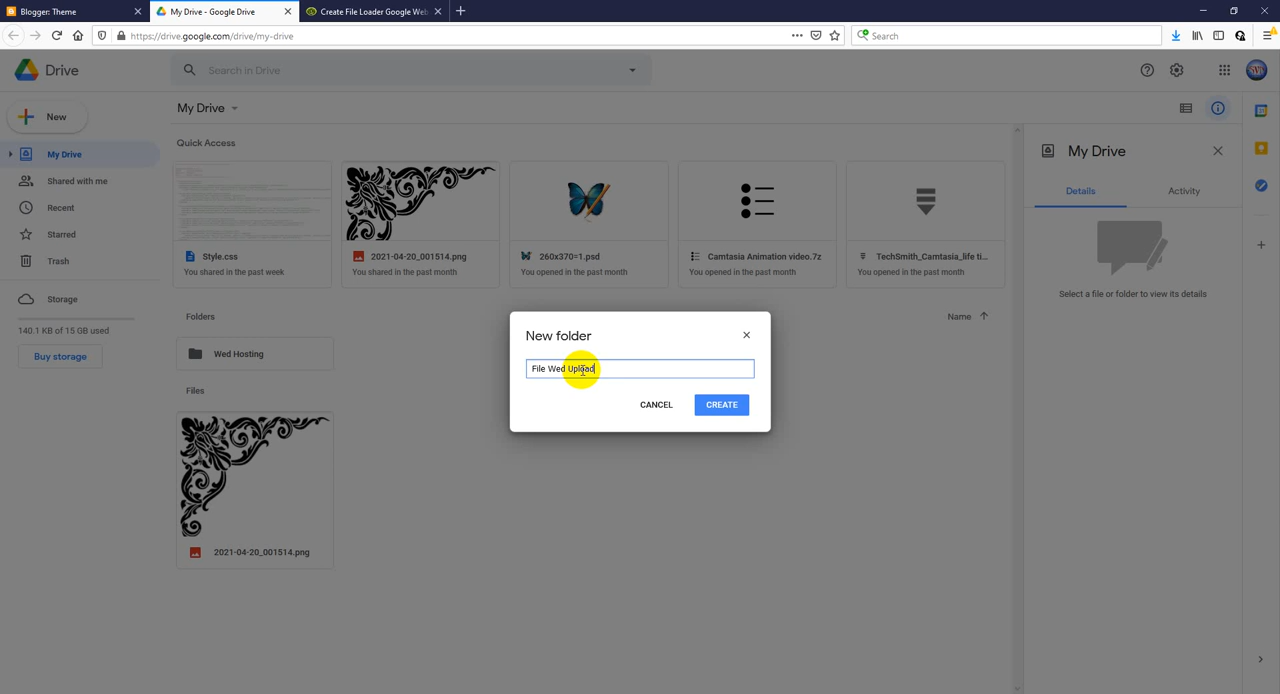 Blogger: Theme
My Drive - Google Drive
Create File Loader Google Web
https://drive.google.com/drive/my-drive
Search
Drive
Search in Drive
New
My Drive
My Drive
Shared with me
Recent
Starred
Trash
Storage
140.1 KB of 15 GB used
Buy storage
Quick Access
Style.css
You shared in the past week
2021-04-20_001514.png
You shared in the past month
260x370=1.psd
You opened in the past month
Camtasia Animation video.7z
You opened in the past month
TechSmith_Camtasia_life ti...
You opened in the past month
Folders
Name
Wed Hosting
Files
2021-04-20_001514.png
New folder
File Wed Upload
CANCEL
CREATE
My Drive
Details
Activity
Select a file or folder to view its details